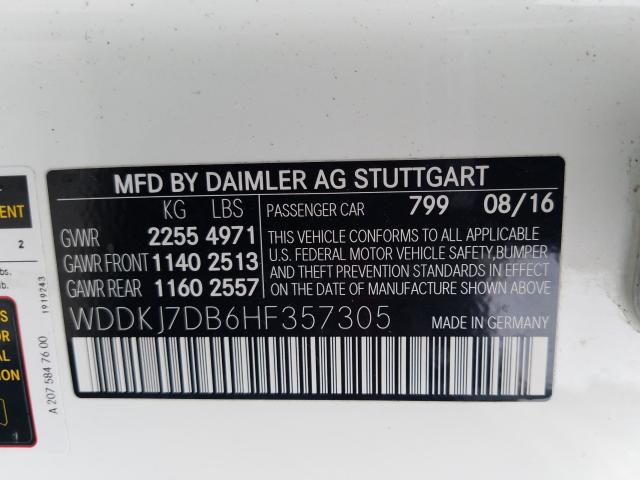 MFD BY DAIMLER AG STUTTGART
KG LBS
GVWR 2255 4971
GAWR FRONT 1140 2513
GAWR REAR 1160 2557
PASSENGER CAR 799 08/16
THIS VEHICLE CONFORMS TO ALL APPLICABLE
U.S. FEDERAL MOTOR VEHICLE SAFETY,BUMPER
AND THEFT PREVENTION STANDARDS IN EFFECT
ON THE DATE OF MANUFACTURE SHOWN ABOVE
WDDKJ7DB6HF357305 MADE IN GERMANY
2
lbs.
1919243
A 207 584 76 00